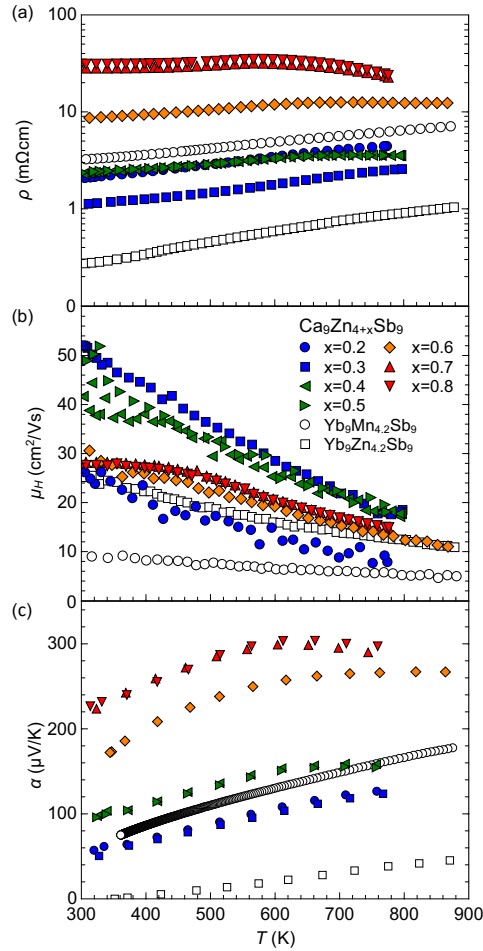 (a)
100
10
1
0
ρ (mΩcm)
(b)
Ca9Zn4+xSb9
x=0.2
x=0.6
x=0.3
x=0.7
x=0.4
x=0.8
x=0.5
Yb9Mn4.2Sb9
Yb9Zn4.2Sb9
50
40
30
20
10
0
μH (cm²/Vs)
(c)
300
200
100
0
α (μV/K)
300 400 500 600 700 800 900
T (K)